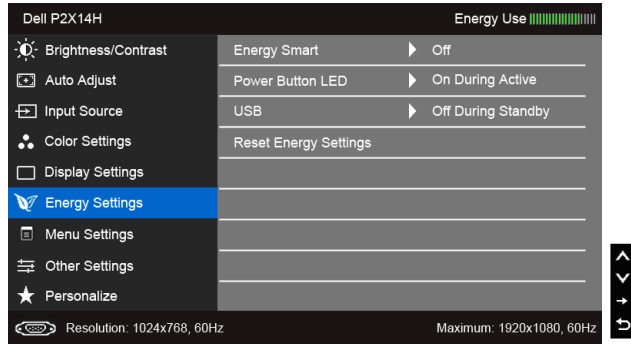 Dell P2X14H Energy Use
Brightness/Contrast Energy Smart Off
Auto Adjust Power Button LED On During Active
Input Source USB Off During Standby
Color Settings Reset Energy Settings
Display Settings
Energy Settings
Menu Settings
Other Settings
Personalize
Resolution: 1024x768, 60Hz Maximum: 1920x1080, 60Hz